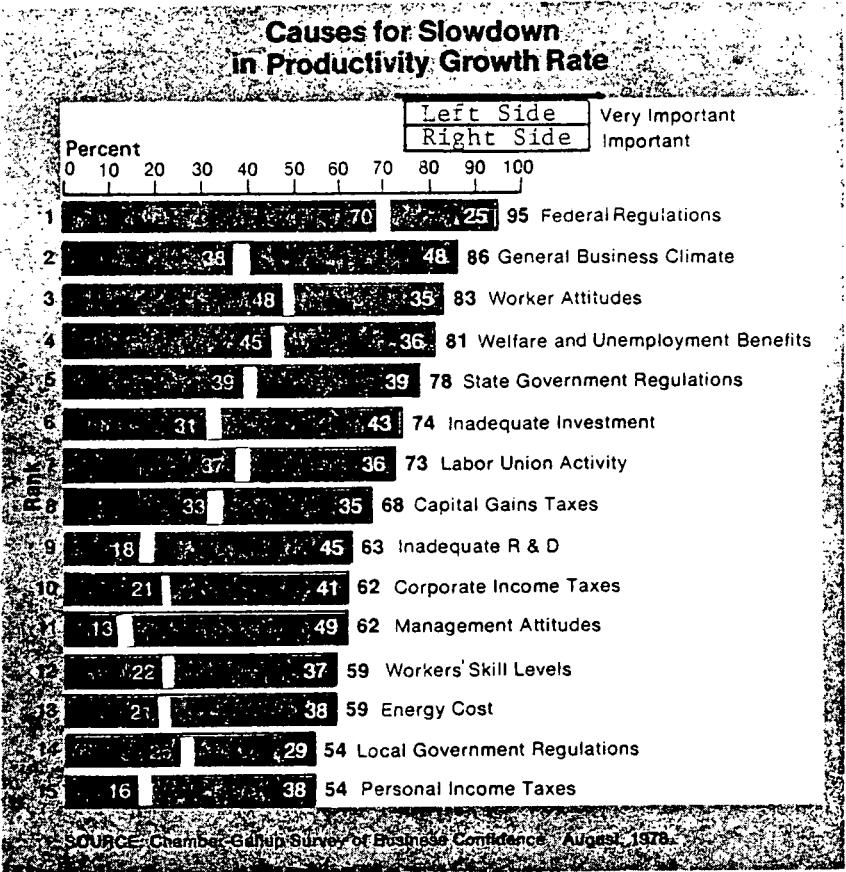 Causes for Slowdown
in Productivity Growth Rate
Left Side Very Important
Right Side Important
Percent
0 10 20 30 40 50 60 70 80 90 100
Rank
1 70 25 95 Federal Regulations
2 38 48 86 General Business Climate
3 48 35 83 Worker Attitudes
4 45 36 81 Welfare and Unemployment Benefits
5 39 39 78 State Government Regulations
6 31 43 74 Inadequate Investment
7 37 36 73 Labor Union Activity
8 33 35 68 Capital Gains Taxes
9 18 45 63 Inadequate R & D
10 21 41 62 Corporate Income Taxes
11 13 49 62 Management Attitudes
12 22 37 59 Workers' Skill Levels
13 21 38 59 Energy Cost
14 29 54 Local Government Regulations
15 16 38 54 Personal Income Taxes
SOURCE: Chamber-Gallup Survey of Business Confidence August, 1978.